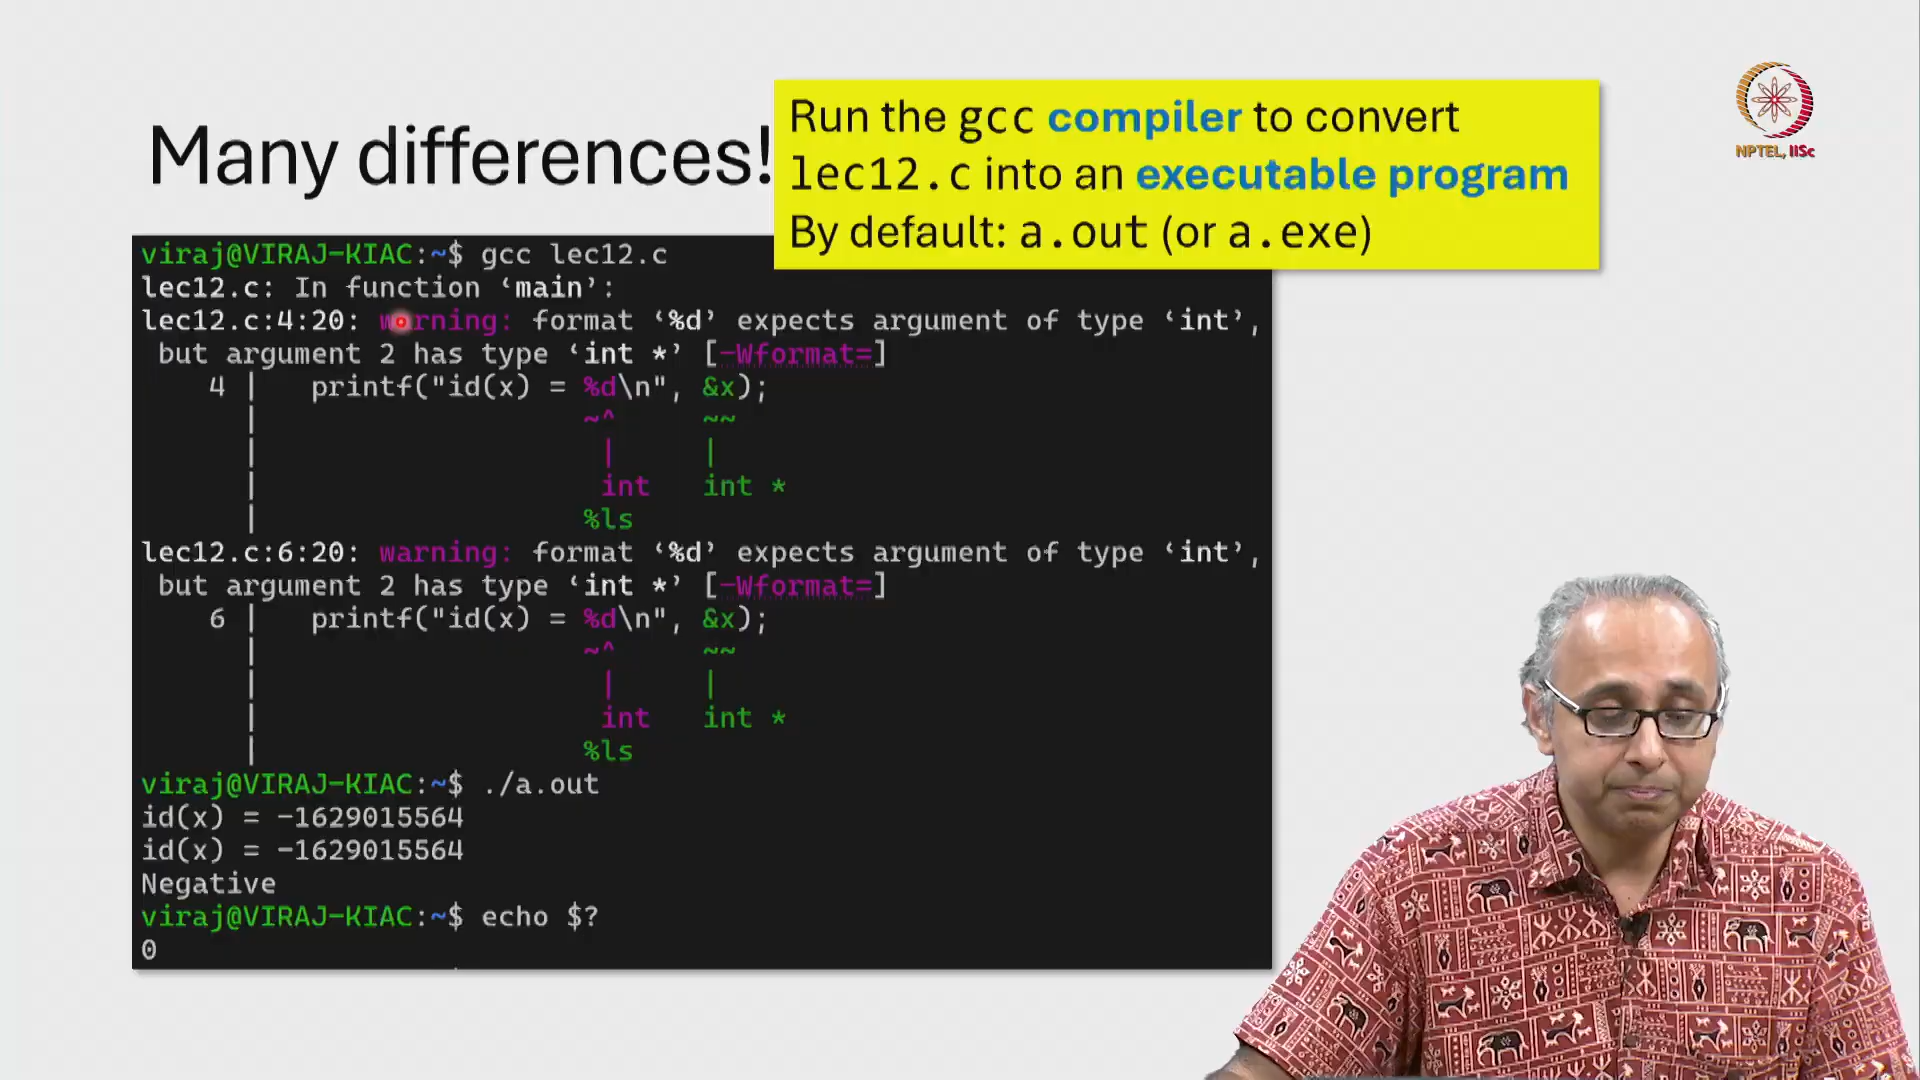 Many differences!
Run the gcc compiler to convert
lec12.c into an executable program
By default: a.out (or a.exe)
NPTEL, IISc
viraj@VIRAJ-KIAC:~$ gcc lec12.c
lec12.c: In function ‘main’:
lec12.c:4:20: warning: format ‘%d’ expects argument of type ‘int’,
 but argument 2 has type ‘int *’ [-Wformat=]
    4 |   printf("id(x) = %d\n", &x);
      |                   ~^     ~~
      |                    |     |
      |                    int   int *
      |                   %ls
lec12.c:6:20: warning: format ‘%d’ expects argument of type ‘int’,
 but argument 2 has type ‘int *’ [-Wformat=]
    6 |   printf("id(x) = %d\n", &x);
      |                   ~^     ~~
      |                    |     |
      |                    int   int *
      |                   %ls
viraj@VIRAJ-KIAC:~$ ./a.out
id(x) = -1629015564
id(x) = -1629015564
Negative
viraj@VIRAJ-KIAC:~$ echo $?
0